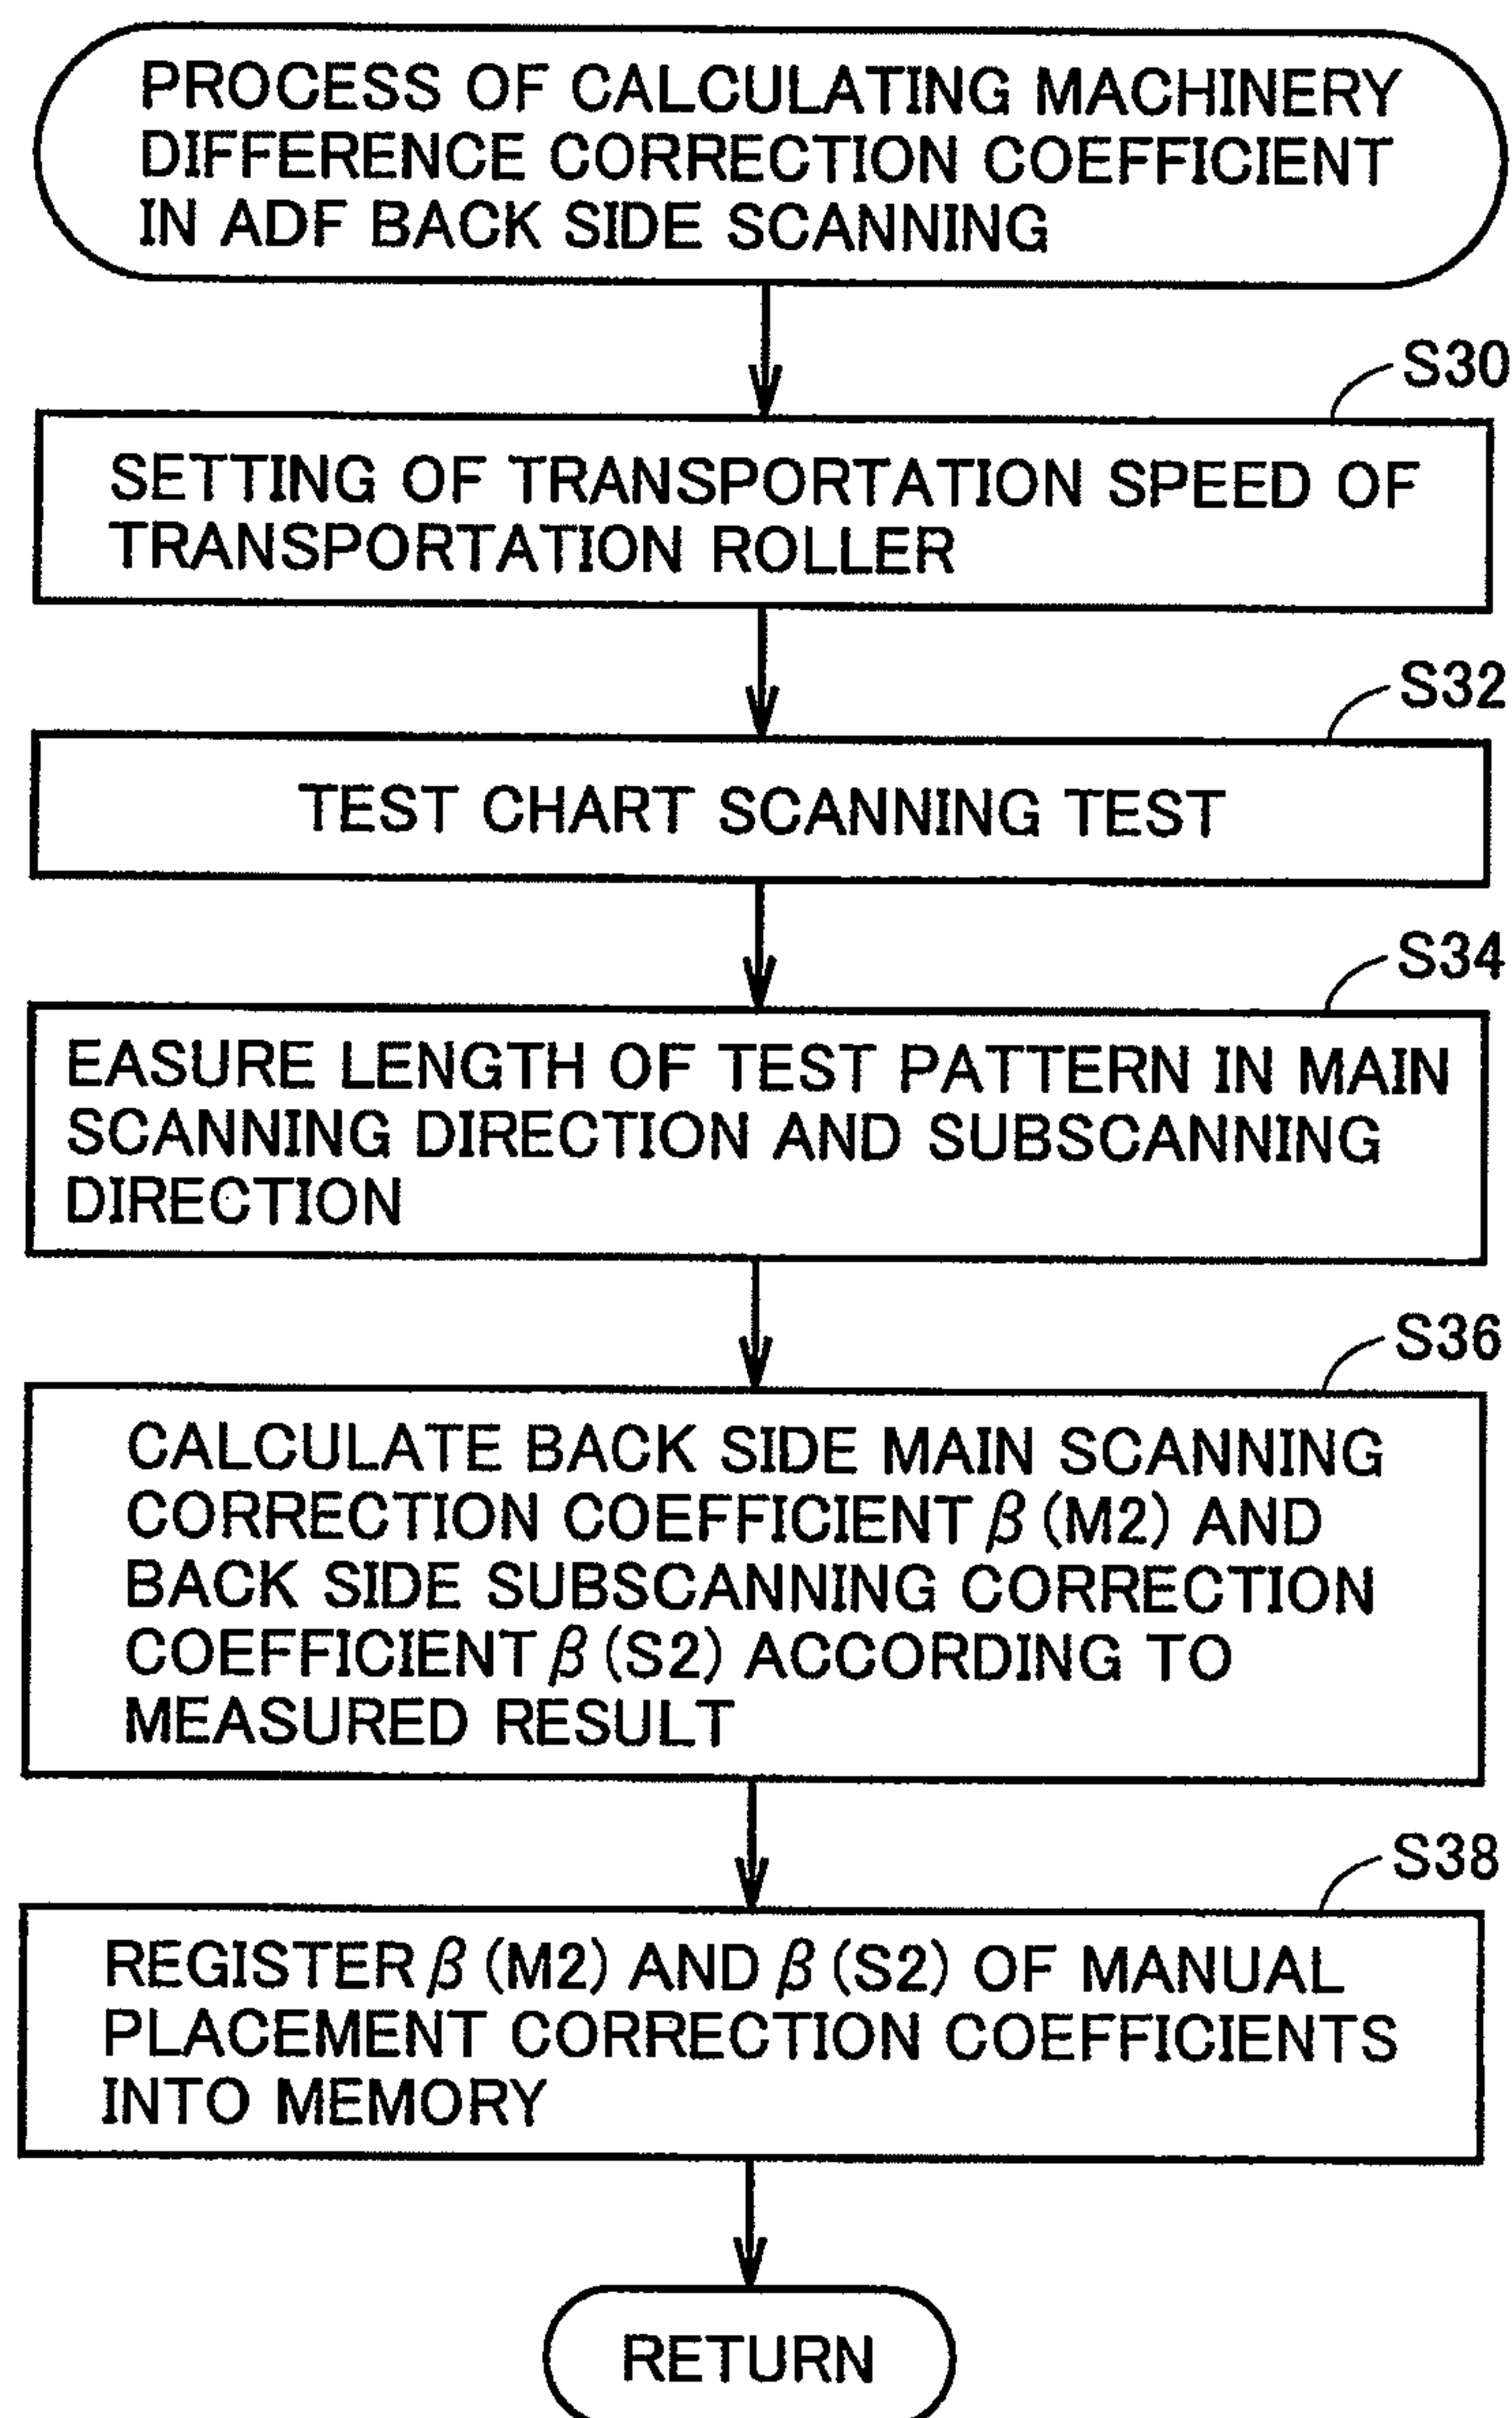 PROCESS OF CALCULATING MACHINERY
DIFFERENCE CORRECTION COEFFICIENT
IN ADF BACK SIDE SCANNING
S30
SETTING OF TRANSPORTATION SPEED OF
TRANSPORTATION ROLLER
S32
TEST CHART SCANNING TEST
S34
EASURE LENGTH OF TEST PATTERN IN MAIN
SCANNING DIRECTION AND SUBSCANNING
DIRECTION
S36
CALCULATE BACK SIDE MAIN SCANNING
CORRECTION COEFFICIENT β (M2) AND
BACK SIDE SUBSCANNING CORRECTION
COEFFICIENT β (S2) ACCORDING TO
MEASURED RESULT
S38
REGISTER β (M2) AND β (S2) OF MANUAL
PLACEMENT CORRECTION COEFFICIENTS
INTO MEMORY
RETURN